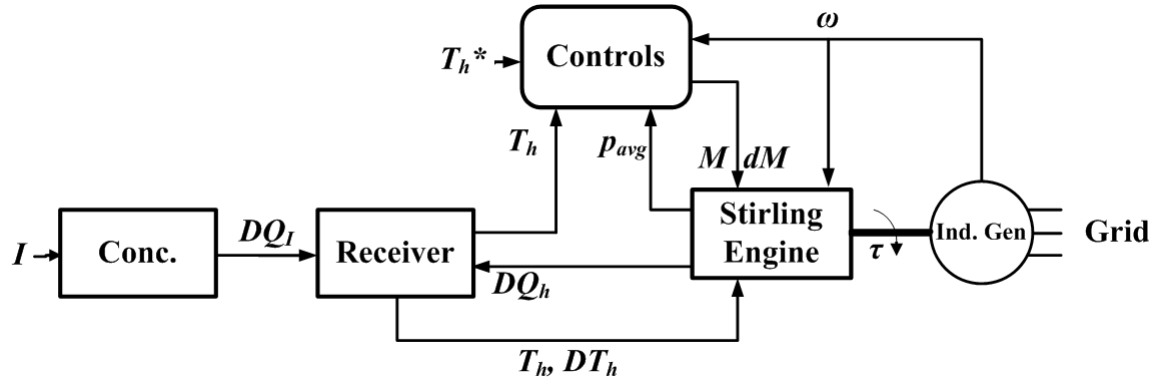 ω
T_h*
Controls
T_h
p_avg
M dM
Stirling
Engine
τ
Ind. Gen
Grid
I
Conc.
DQ_I
Receiver
DQ_h
T_h, DT_h